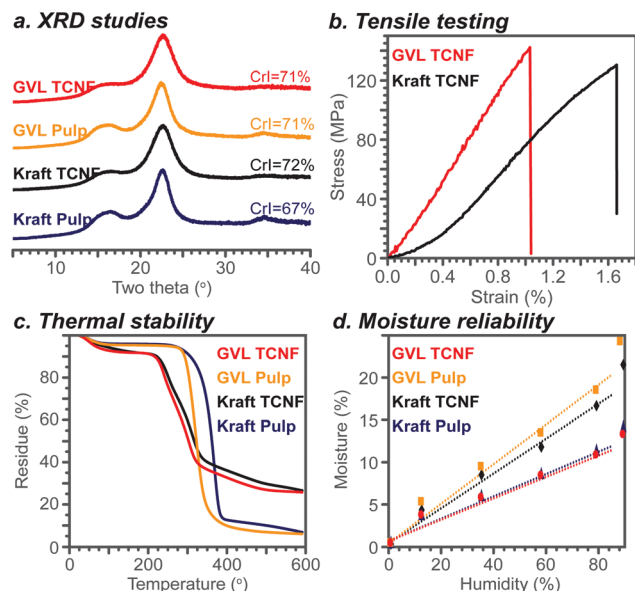 a. XRD studies
GVL TCNF
CrI=71%
GVL Pulp
CrI=71%
Kraft TCNF
CrI=72%
Kraft Pulp
CrI=67%
10 20 30 40
Two theta (°)
b. Tensile testing
GVL TCNF
Kraft TCNF
120
80
40
0
Stress (MPa)
0.0 0.4 0.8 1.2 1.6
Strain (%)
c. Thermal stability
GVL TCNF
GVL Pulp
Kraft TCNF
Kraft Pulp
100
80
60
40
20
0
Residue (%)
0 200 400 600
Temperature (°)
d. Moisture reliability
GVL TCNF
GVL Pulp
Kraft TCNF
Kraft Pulp
20
15
10
5
0
Moisture (%)
0 20 40 60 80
Humidity (%)